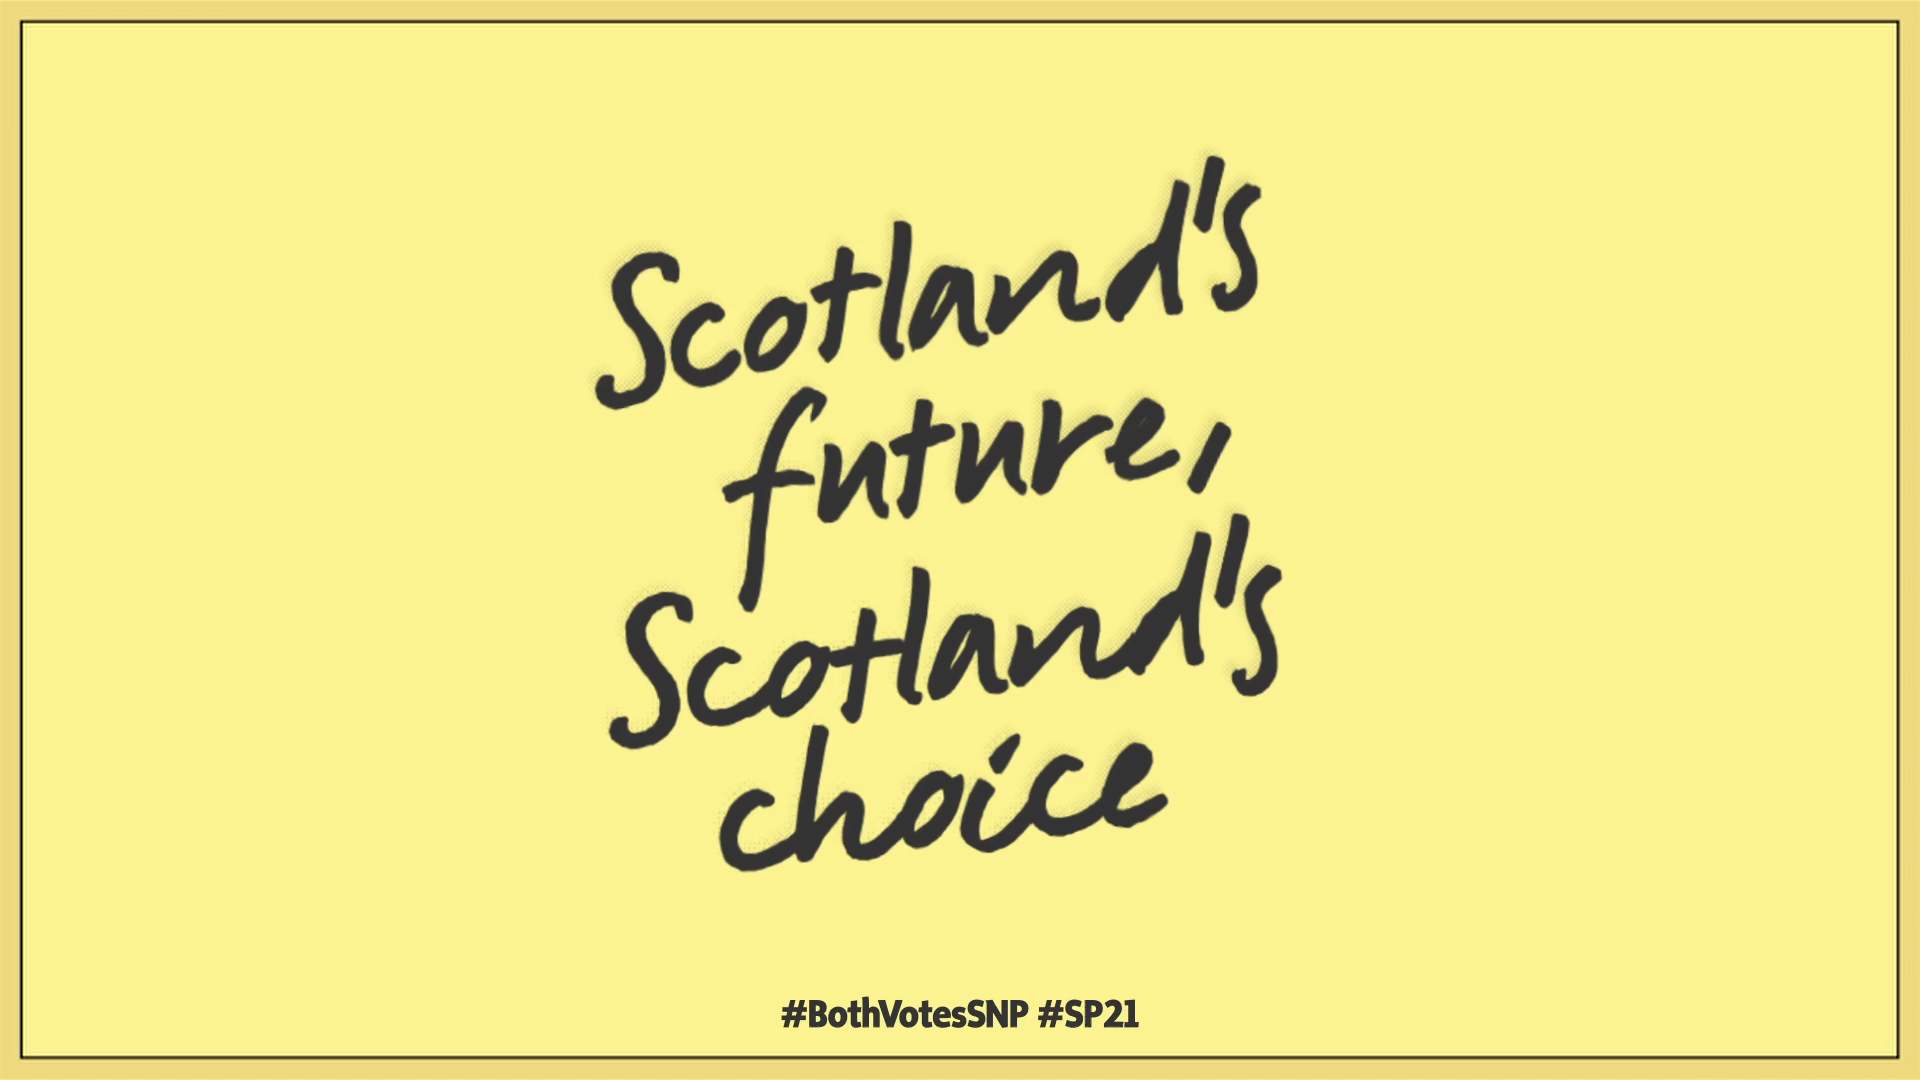 Scotland's
future,
Scotland's
choice
#BothVotesSNP #SP21